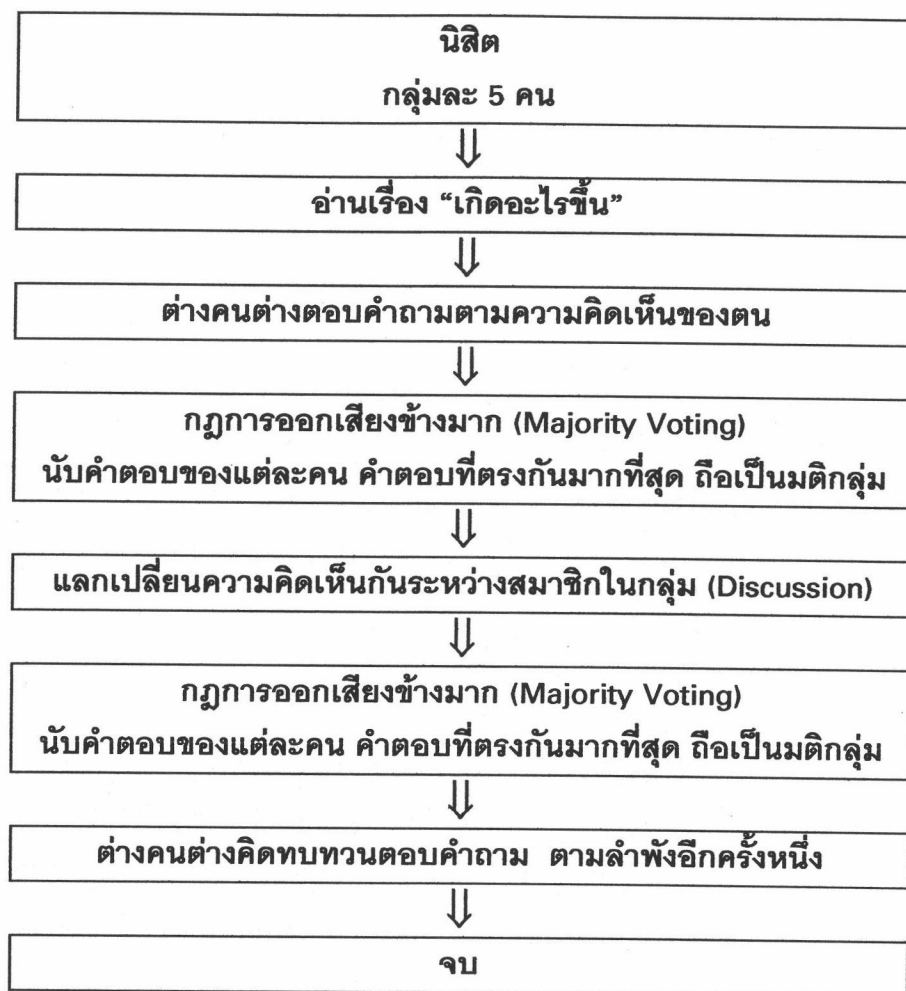 นิสิต
กลุ่มละ 5 คน
อ่านเรื่อง “เกิดอะไรขึ้น”
ต่างคนต่างตอบคำถามตามความคิดเห็นของตน
กฎการออกเสียงข้างมาก (Majority Voting)
นับคำตอบของแต่ละคน คำตอบที่ตรงกันมากที่สุด ถือเป็นมติกลุ่ม
แลกเปลี่ยนความคิดเห็นกันระหว่างสมาชิกในกลุ่ม (Discussion)
กฎการออกเสียงข้างมาก (Majority Voting)
นับคำตอบของแต่ละคน คำตอบที่ตรงกันมากที่สุด ถือเป็นมติกลุ่ม
ต่างคนต่างคิดทบทวนตอบคำถาม ตามลำพังอีกครั้งหนึ่ง
จบ